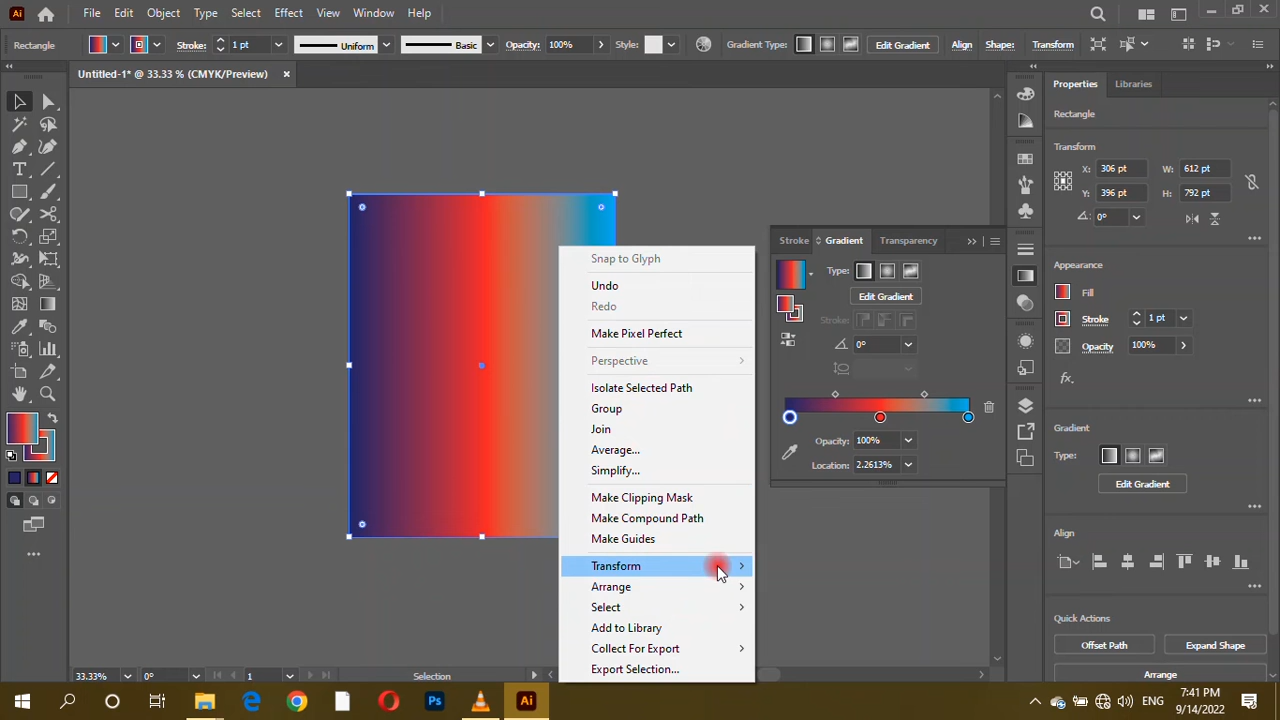 Ai
File Edit Object Type Select Effect View Window Help
Rectangle Stroke: 1 pt Uniform Basic Opacity: 100% Style: Gradient Type: Edit Gradient Align Shape: Transform
Untitled-1* @ 33.33 % (CMYK/Preview)
Properties Libraries
Rectangle
Transform
X: 306 pt W: 612 pt
Y: 396 pt H: 792 pt
0°
Appearance
Fill
Stroke 1 pt
Opacity 100%
fx.
Gradient
Type:
Edit Gradient
Align
Quick Actions
Offset Path Expand Shape
Arrange
Stroke Gradient Transparency
Type:
Edit Gradient
Stroke:
0°
Opacity: 100%
Location: 2.2613%
Snap to Glyph
Undo
Redo
Make Pixel Perfect
Perspective
Isolate Selected Path
Group
Join
Average...
Simplify...
Make Clipping Mask
Make Compound Path
Make Guides
Transform
Arrange
Select
Add to Library
Collect For Export
Export Selection...
33.33% 0° 1 Selection
Ps Ai
ENG
7:41 PM
9/14/2022